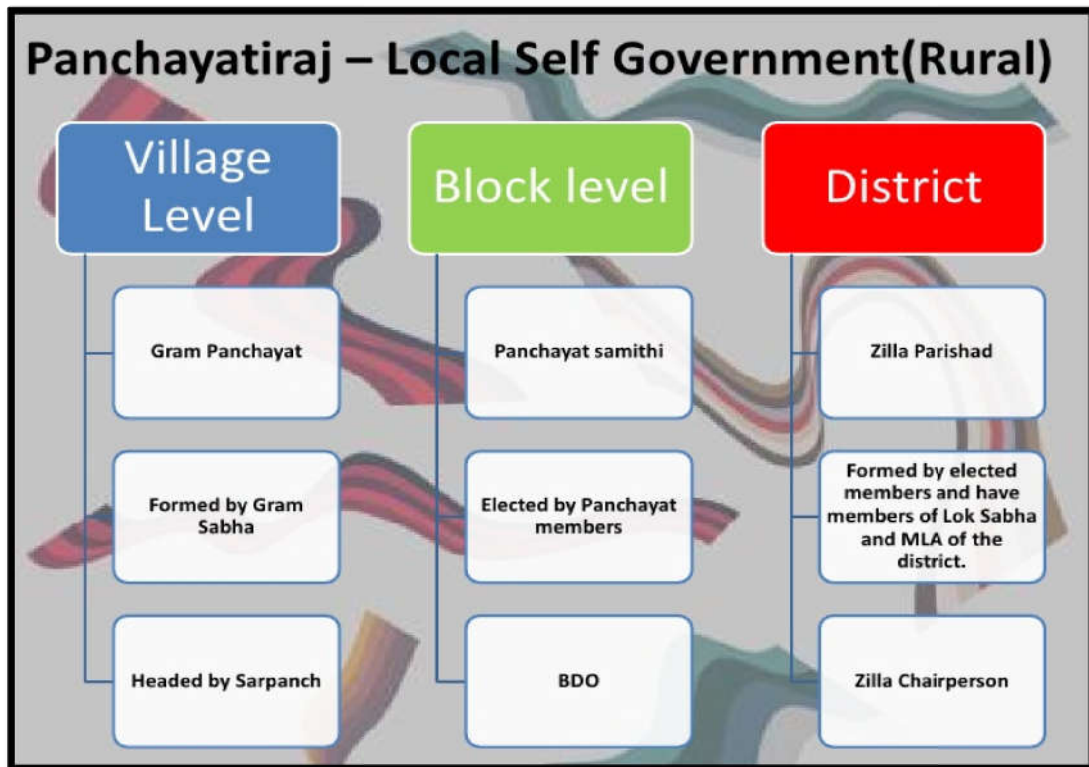 Panchayatiraj – Local Self Government(Rural)
Village
Level
Gram Panchayat
Formed by Gram
Sabha
Headed by Sarpanch
Block level
Panchayat samithi
Elected by Panchayat
members
BDO
District
Zilla Parishad
Formed by elected
members and have
members of Lok Sabha
and MLA of the
district.
Zilla Chairperson